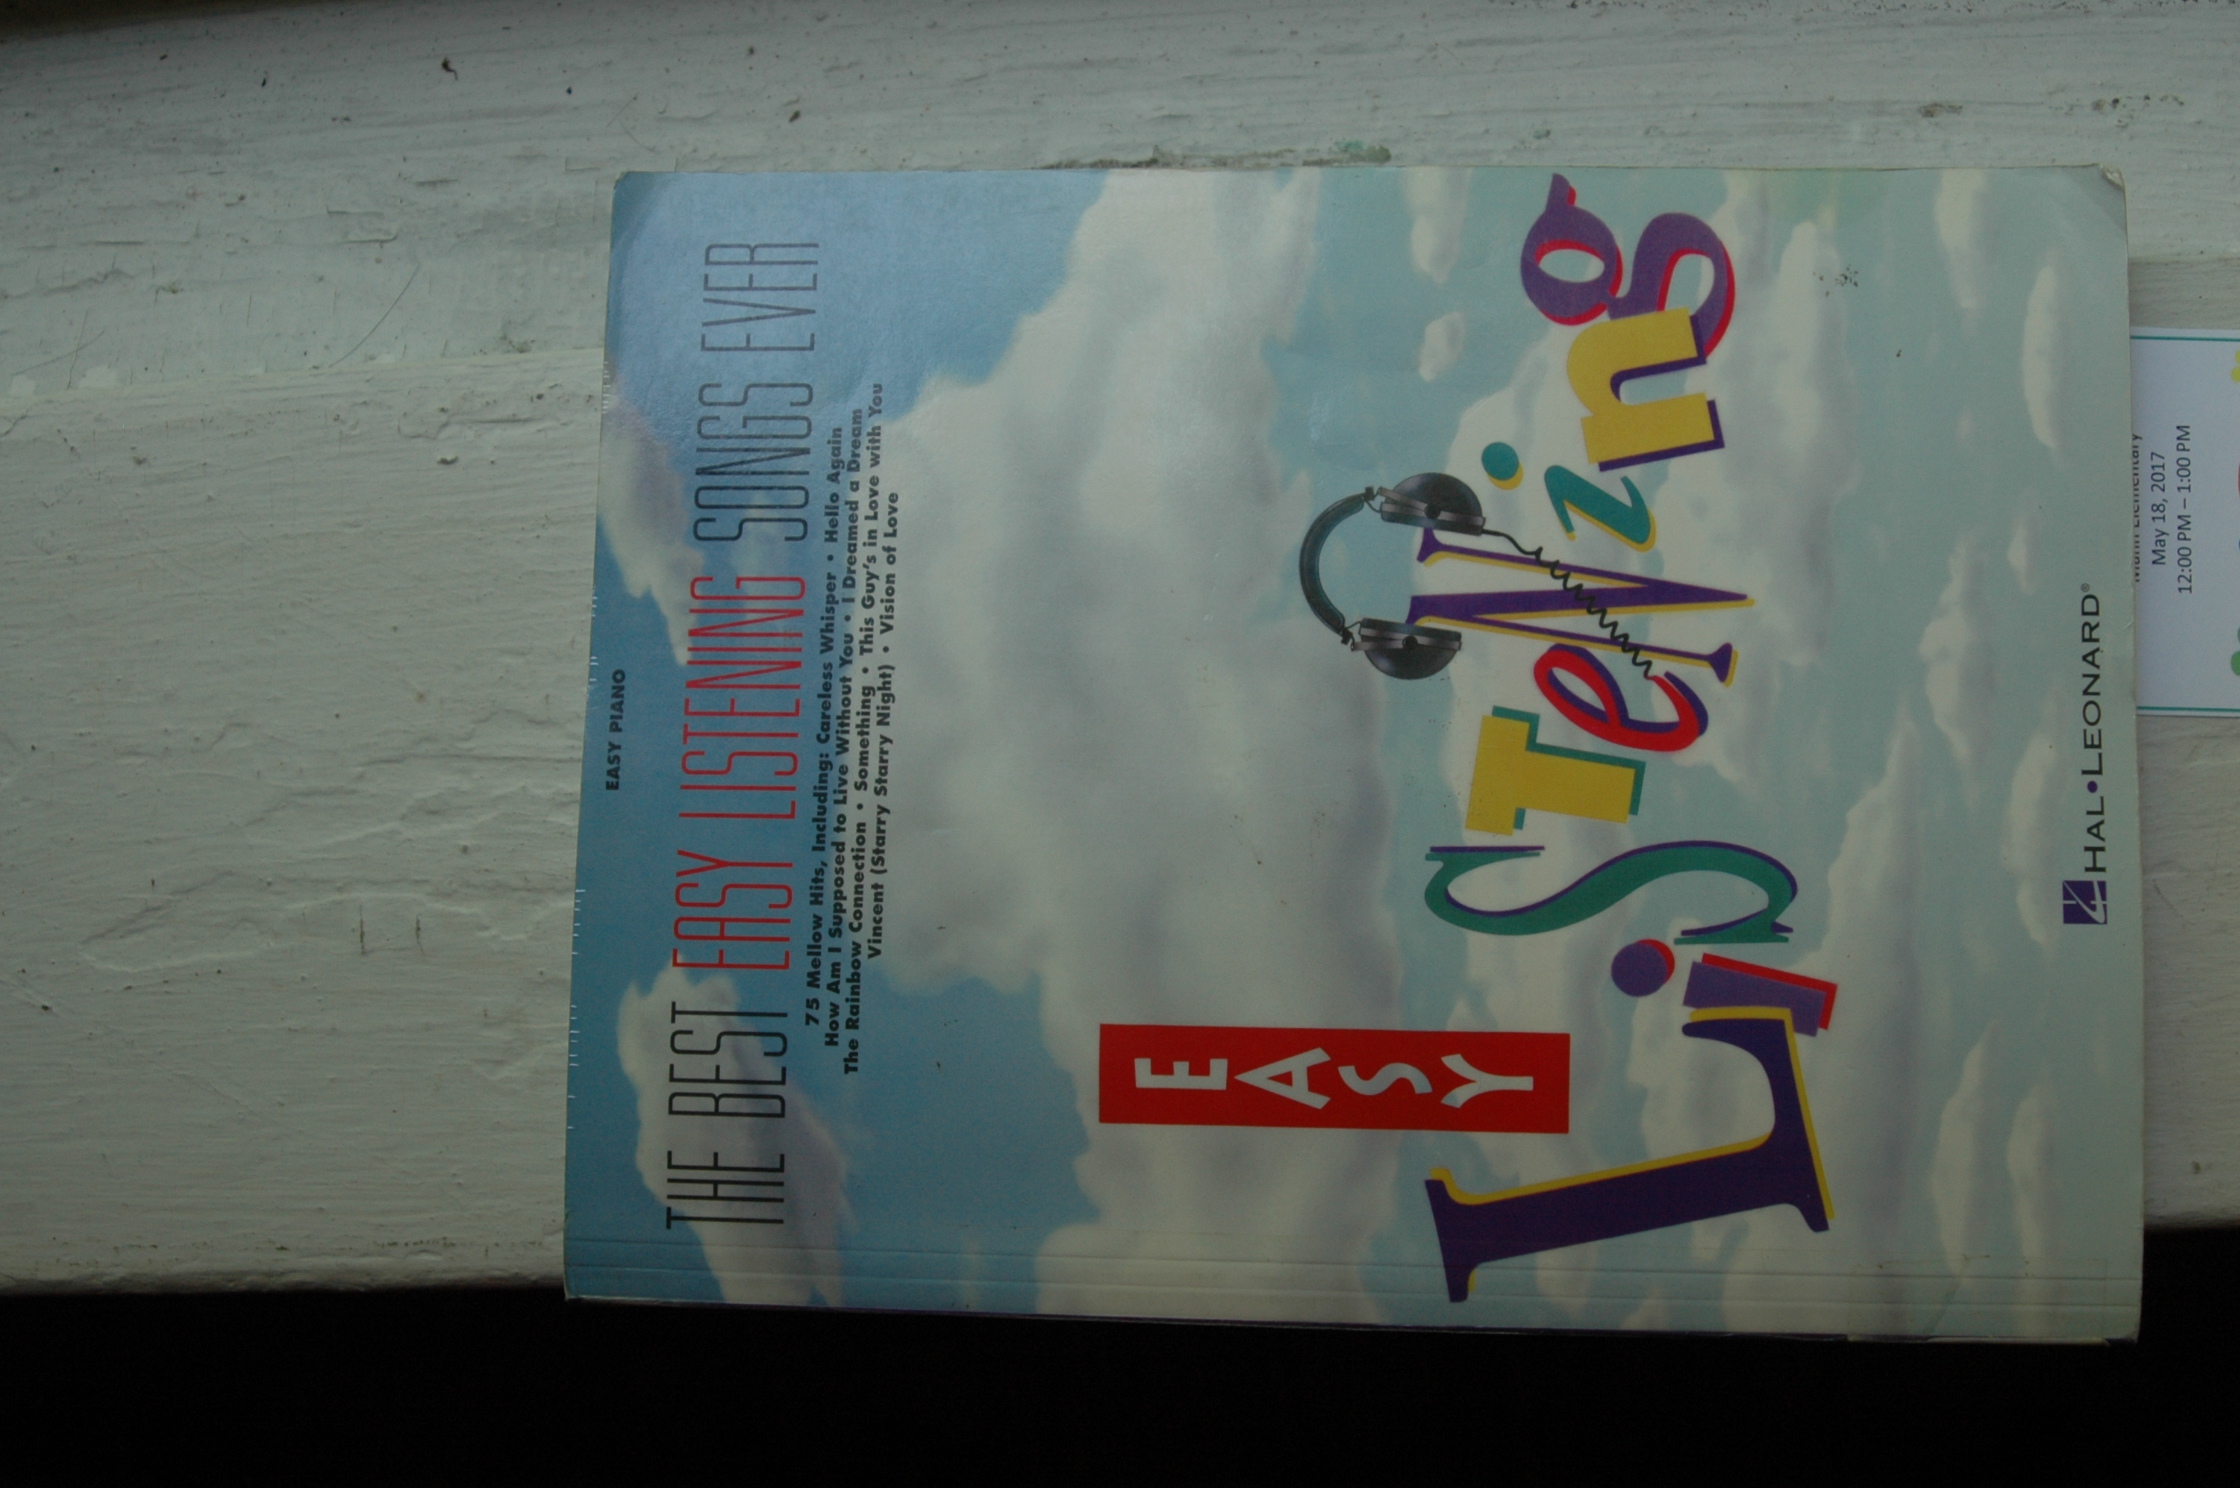 EASY PIANO
THE BEST EASY LISTENING SONGS EVER
75 Mellow Hits, Including: Careless Whisper • Hello Again
How Am I Supposed to Live Without You • I Dreamed a Dream
The Rainbow Connection • Something • This Guy's in Love with You
Vincent (Starry Starry Night) • Vision of Love
EASY
LiSTeNing
HAL•LEONARD®
Mann Elementary
May 18, 2017
12:00 PM – 1:00 PM